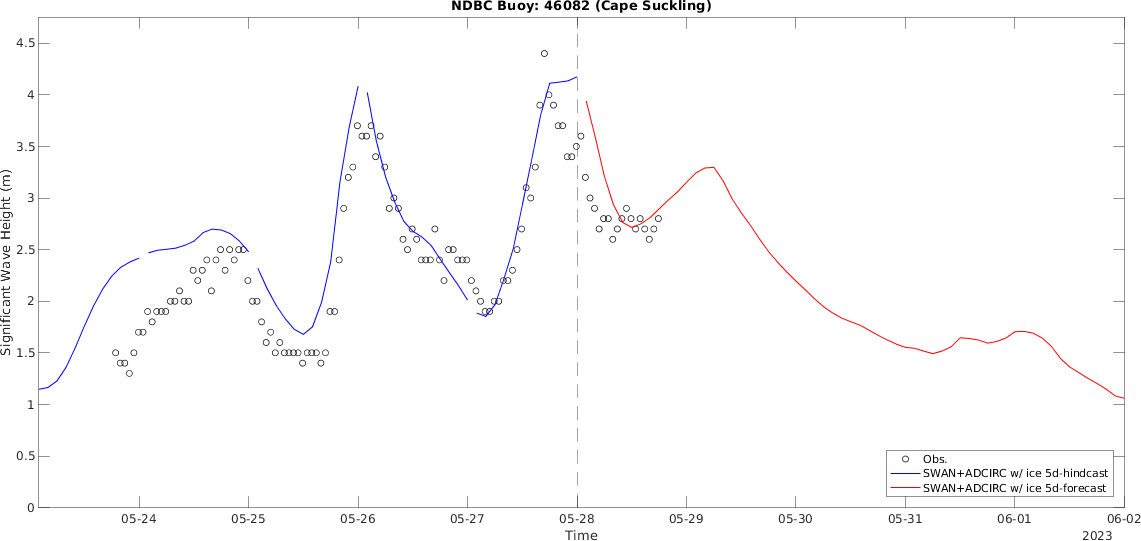 NDBC Buoy: 46082 (Cape Suckling)
4.5
4
3.5
3
2.5
2
1.5
1
0.5
0
Significant Wave Height (m)
Obs.
SWAN+ADCIRC w/ ice 5d-hindcast
SWAN+ADCIRC w/ ice 5d-forecast
05-24 05-25 05-26 05-27 05-28 05-29 05-30 05-31 06-01 06-02
Time
2023